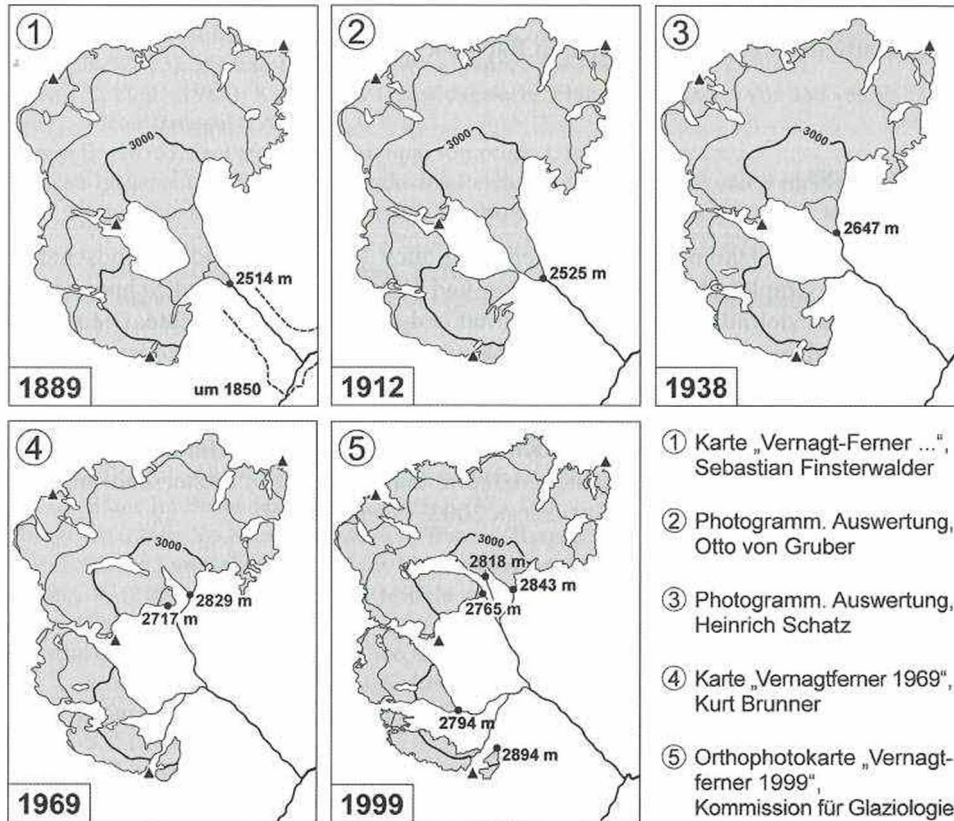 ①
3000
2514 m
um 1850
1889
②
3000
2525 m
1912
③
3000
2647 m
1938
④
3000
2829 m
2717 m
1969
⑤
3000
2818 m
2843 m
2765 m
2794 m
2894 m
1999
① Karte „Vernagt-Ferner ...“,
Sebastian Finsterwalder
② Photogramm. Auswertung,
Otto von Gruber
③ Photogramm. Auswertung,
Heinrich Schatz
④ Karte „Vernagtferner 1969“,
Kurt Brunner
⑤ Orthophotokarte „Vernagt-
ferner 1999“,
Kommission für Glaziologie